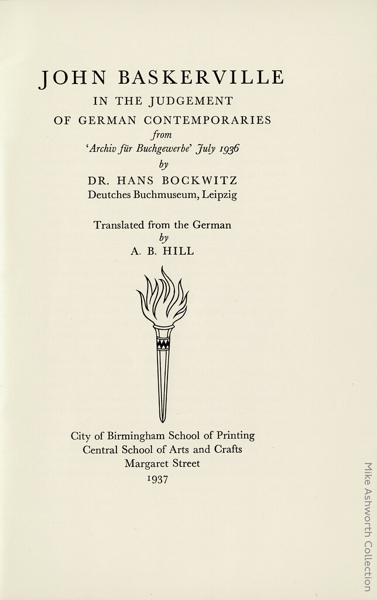 JOHN BASKERVILLE
IN THE JUDGEMENT
OF GERMAN CONTEMPORARIES
from
‘Archiv für Buchgewerbe’ July 1936
by
DR. HANS BOCKWITZ
Deutches Buchmuseum, Leipzig
Translated from the German
by
A. B. HILL
City of Birmingham School of Printing
Central School of Arts and Crafts
Margaret Street
1937
Mike Ashworth Collection